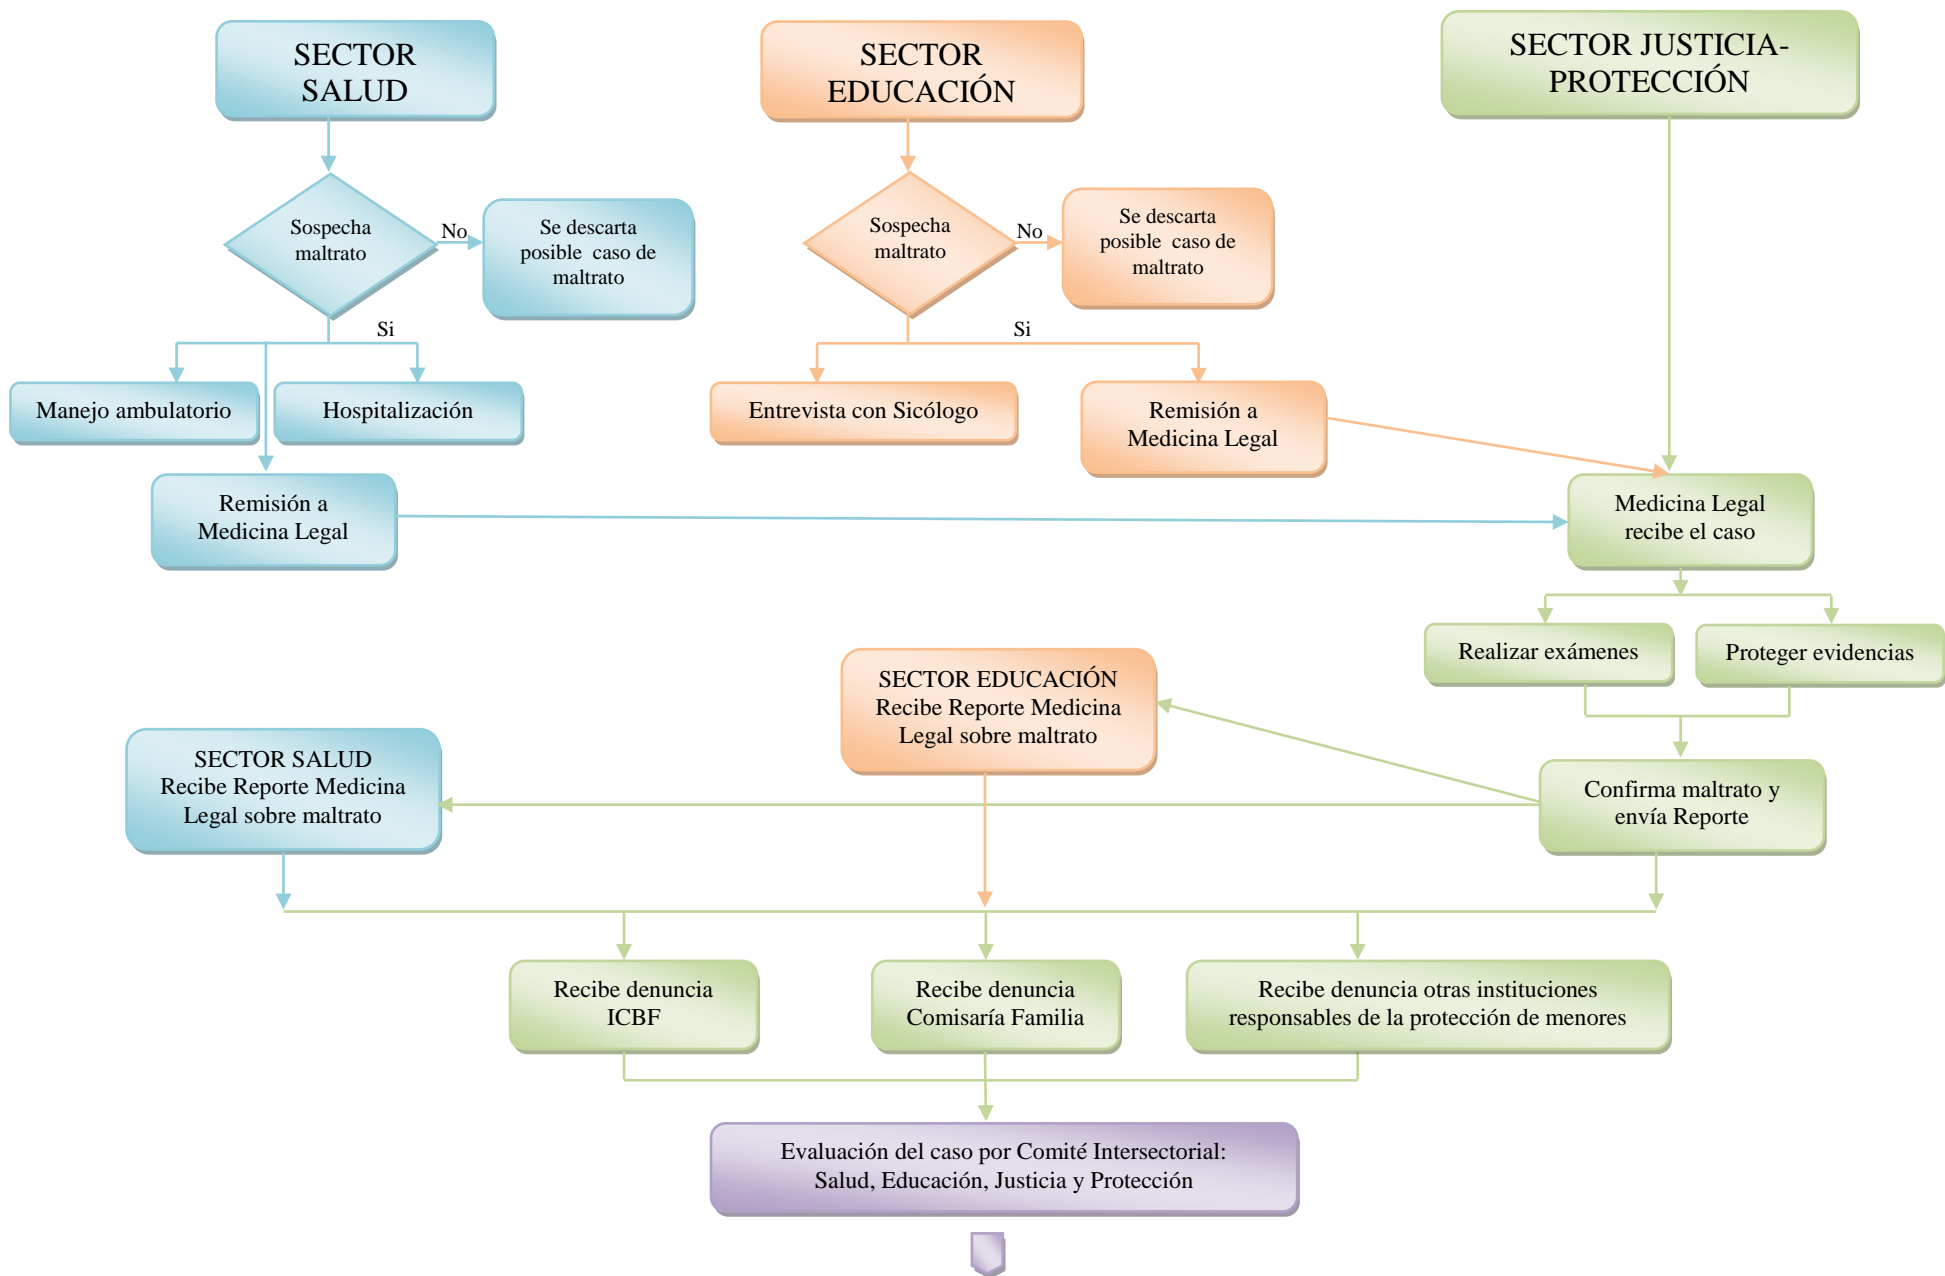 SECTOR
SALUD
SECTOR
EDUCACIÓN
SECTOR JUSTICIA-
PROTECCIÓN
Sospecha
maltrato
No
Se descarta
posible caso de
maltrato
Sospecha
maltrato
No
Se descarta
posible caso de
maltrato
Si
Si
Manejo ambulatorio
Hospitalización
Entrevista con Sicólogo
Remisión a
Medicina Legal
Remisión a
Medicina Legal
Medicina Legal
recibe el caso
Realizar exámenes
Proteger evidencias
SECTOR EDUCACIÓN
Recibe Reporte Medicina
Legal sobre maltrato
SECTOR SALUD
Recibe Reporte Medicina
Legal sobre maltrato
Confirma maltrato y
envía Reporte
Recibe denuncia
ICBF
Recibe denuncia
Comisaría Familia
Recibe denuncia otras instituciones
responsables de la protección de menores
Evaluación del caso por Comité Intersectorial:
Salud, Educación, Justicia y Protección